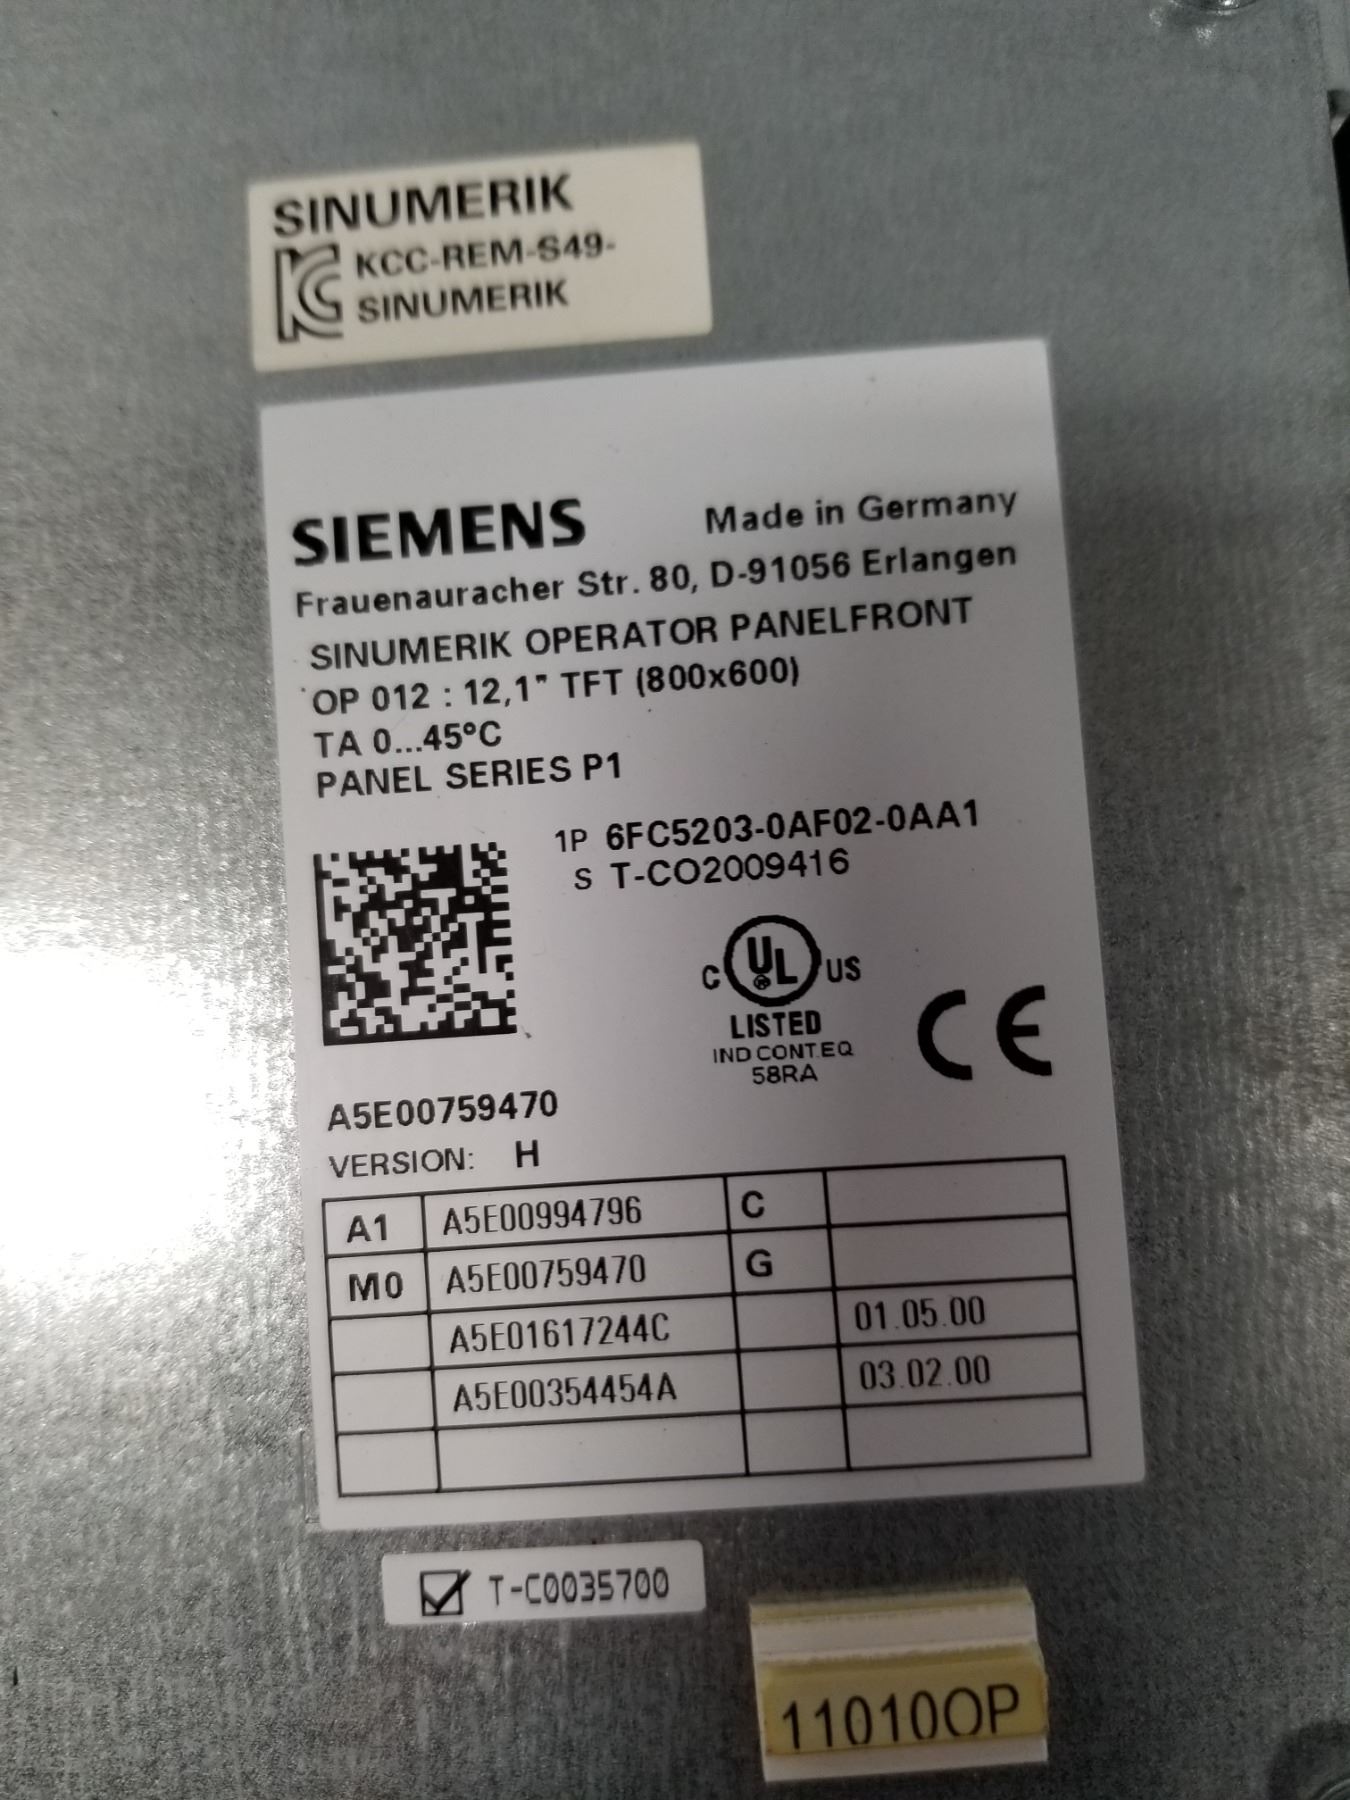 SINUMERIK
KCC-REM-S49-
SINUMERIK
SIEMENS Made in Germany
Frauenauracher Str. 80, D-91056 Erlangen
SINUMERIK OPERATOR PANELFRONT
OP 012 : 12,1" TFT (800x600)
TA 0...45°C
PANEL SERIES P1
1P 6FC5203-0AF02-0AA1
S T-CO2009416
C UL US
LISTED
IND CONT.EQ
58RA
CE
A5E00759470
VERSION: H
A1 A5E00994796 C
M0 A5E00759470 G
A5E01617244C 01.05.00
A5E00354454A 03.02.00
T-C0035700
11010OP